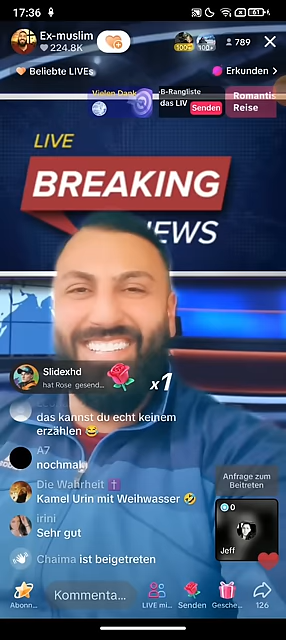 17:36
61
Ex-muslim
224.8K
100+
100+
789
Beliebte LIVEs
Erkunden >
Vielen Dank
B-Rangliste
das LIV
Senden
Romantis
Reise
LIVE
BREAKING
NEWS
Slidexhd
hat Rose gesend...
x1
das kannst du echt keinem
erzählen 😂
A7
nochmal
Die Wahrheit ✝️
Kamel Urin mit Weihwasser 🤣
irini
Sehr gut
Chaima ist beigetreten
Anfrage zum
Beitreten
0
Jeff
Kommenta...
Abonn...
LIVE mi...
Senden
Gesche...
126